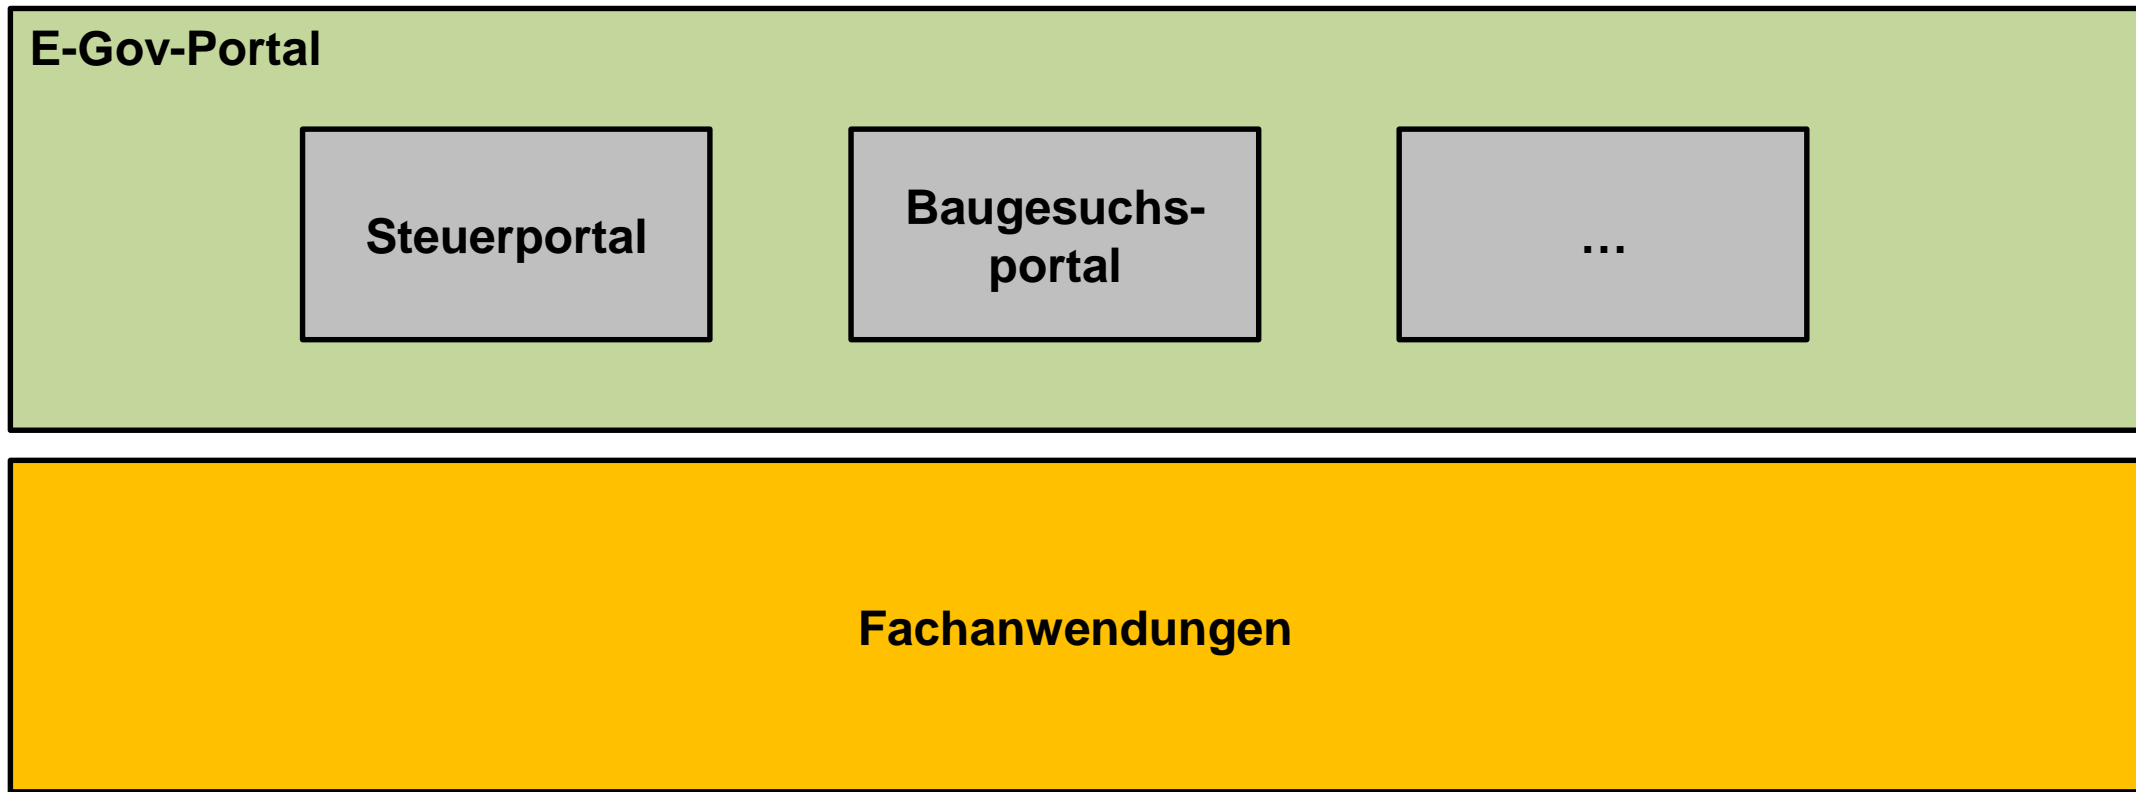 E-Gov-Portal
Steuerportal
Baugesuchs-
portal
...
Fachanwendungen